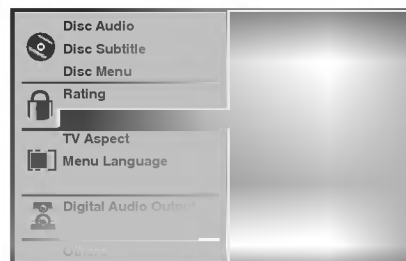 Disc Audio
Disc Subtitle
Disc Menu
Rating
TV Aspect
Menu Language
Digital Audio Output
Others